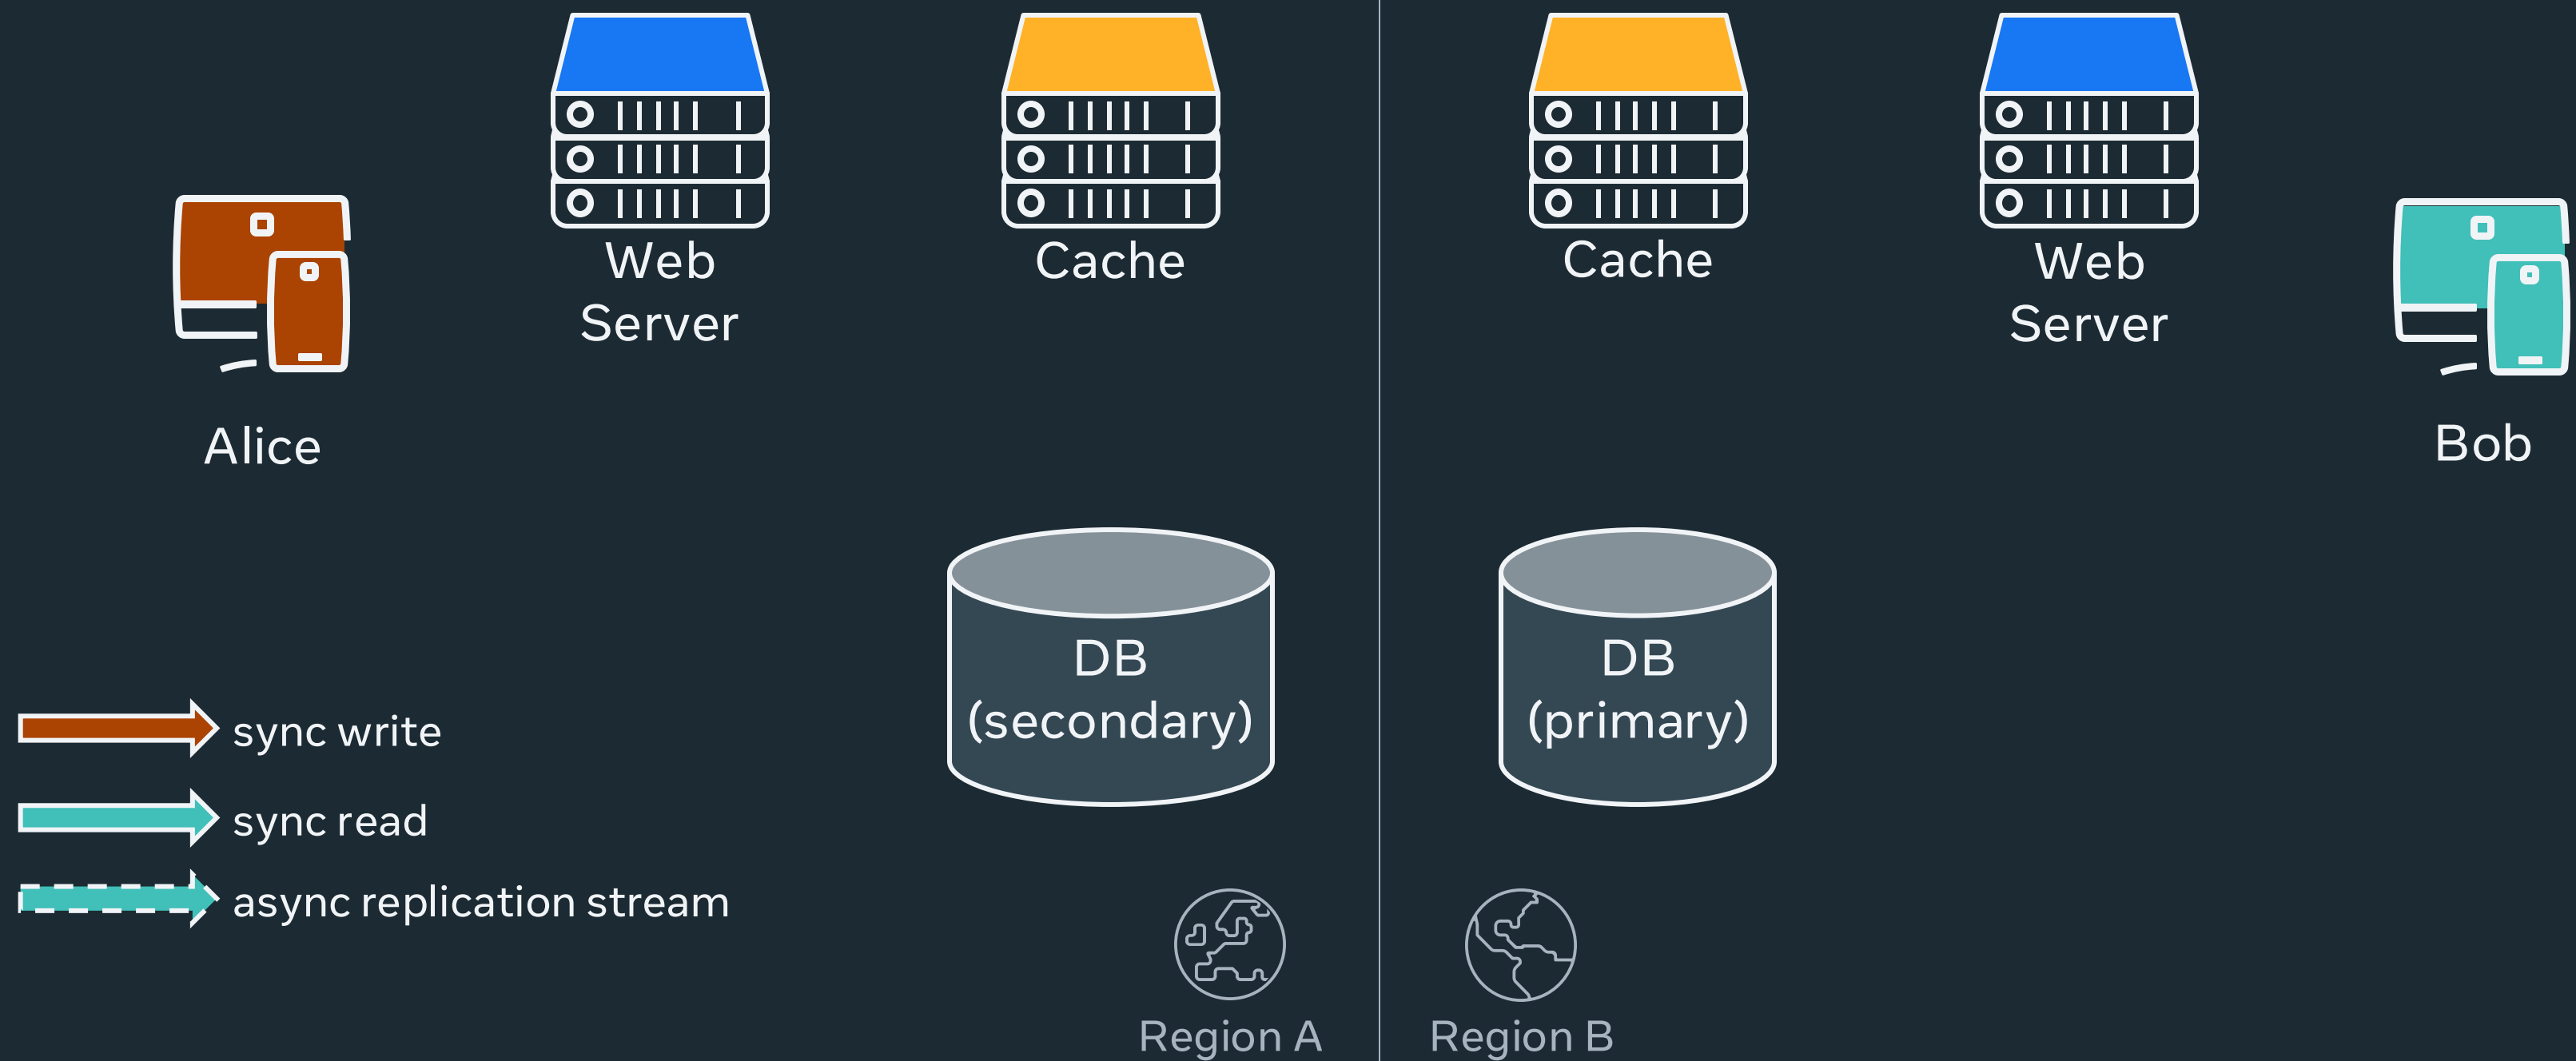 Web
Server
Cache
Cache
Web
Server
Alice
Bob
DB
(secondary)
DB
(primary)
sync write
sync read
async replication stream
Region A
Region B